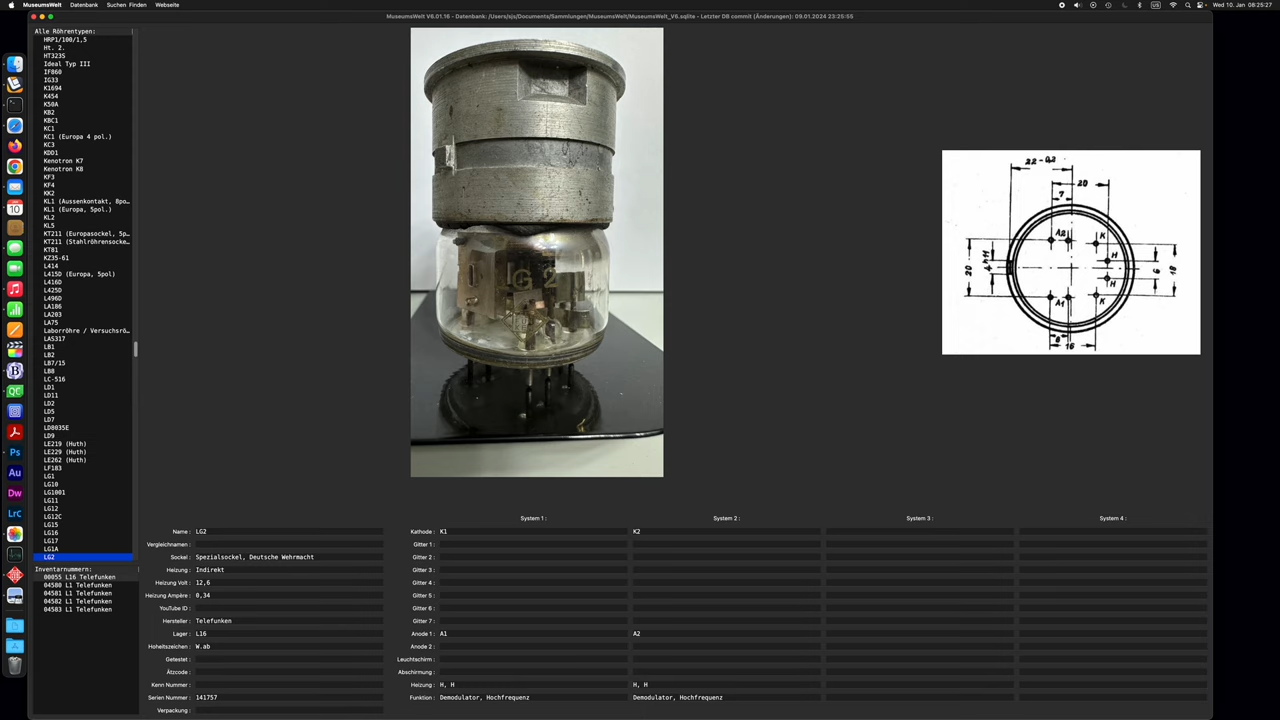 MuseumsWelt Datenbank Suchen Finden Webseite
US Wed 10. Jan. 08:25:27
MuseumsWelt V6.01.16 - Datenbank: /Users/sjs/Documents/Sammlungen/MuseumsWelt/MuseumsWelt_V6.sqlite - Letzter DB commit (Änderungen): 09.01.2024 23:25:55
Alle Röhrentypen:
HRP1/100/1,5
Ht. 2.
HT323S
Ideal Typ III
IF860
IG33
K1694
K454
K50A
KB2
KBC1
KC1
KC1 (Europa 4 pol.)
KC3
KDD1
Kenotron K7
Kenotron K8
KF3
KF4
KK2
KL1 (Aussenkontakt, 8po…
KL1 (Europa, 5pol.)
KL2
KL5
KT211 (Europasockel, 5p…
KT211 (Stahlröhrensocke…
KT81
KZ35-61
L414
L415D (Europa, 5pol)
L416D
L425D
L496D
LA186
LA203
LA75
Laborröhre / Versuchsrö…
LAS317
LB1
LB2
LB7/15
LB8
LC-516
LD1
LD11
LD2
LD5
LD7
LD8035E
LD9
LE219 (Huth)
LE229 (Huth)
LE262 (Huth)
LF183
LG1
LG10
LG1001
LG11
LG12
LG12C
LG15
LG16
LG17
LG1A
LG2
Inventarnummern:
00055 L16 Telefunken
04580 L1 Telefunken
04581 L1 Telefunken
04582 L1 Telefunken
04583 L1 Telefunken
LG 2
22 -0,3
20
7
A2
K
H
H
K
A1
20
4 +1
6
18
6
16
System 1 :
System 2 :
System 3 :
System 4 :
Name : LG2
Vergleichnamen :
Sockel : Spezialsockel, Deutsche Wehrmacht
Heizung : Indirekt
Heizung Volt : 12,6
Heizung Ampère : 0,34
YouTube ID :
Hersteller : Telefunken
Lager : L16
Hoheitszeichen : W.ab
Getestet :
Ätzcode :
Kenn Nummer :
Serien Nummer : 141757
Verpackung :
Kathode : K1 K2
Gitter 1 :
Gitter 2 :
Gitter 3 :
Gitter 4 :
Gitter 5 :
Gitter 6 :
Gitter 7 :
Anode 1 : A1 A2
Anode 2 :
Leuchtschirm :
Abschirmung :
Heizung : H, H H, H
Funktion : Demodulator, Hochfrequenz Demodulator, Hochfrequenz